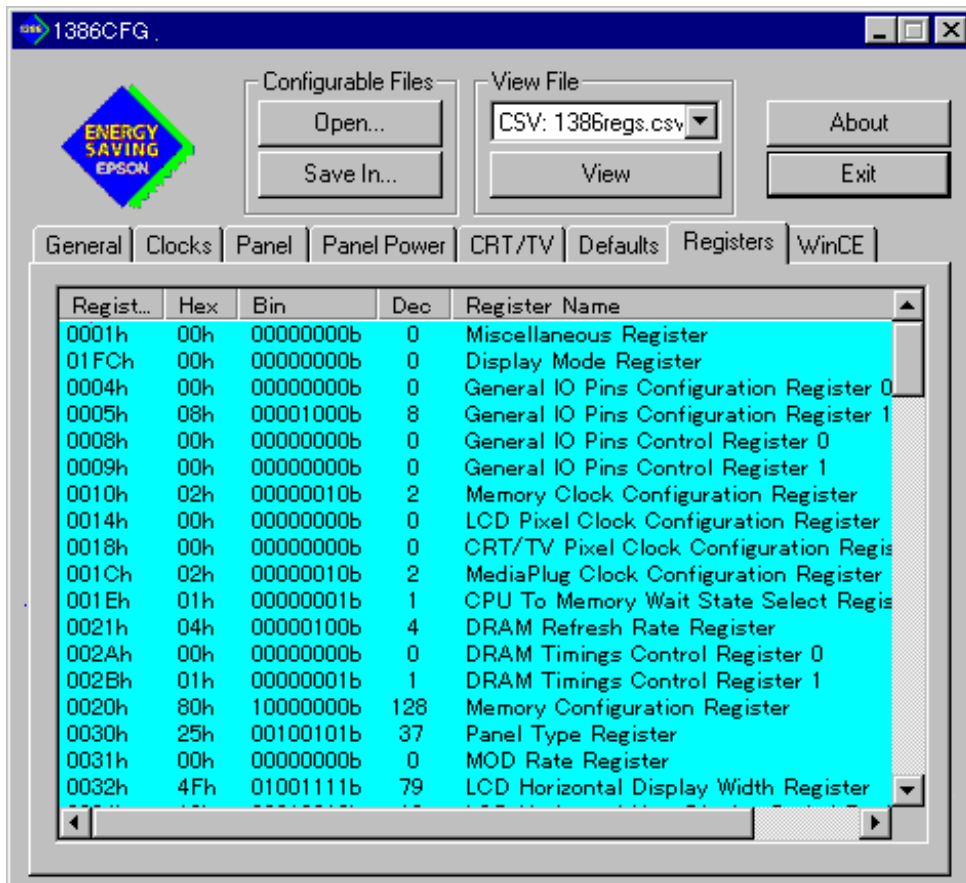 1386 1386CFG .
Configurable Files
View File
Open...
CSV: 1386regs.csv
About
Save In...
View
Exit
ENERGY
SAVING
EPSON
General Clocks Panel Panel Power CRT/TV Defaults Registers WinCE
Regist... Hex Bin Dec Register Name
0001h 00h 00000000b 0 Miscellaneous Register
01FCh 00h 00000000b 0 Display Mode Register
0004h 00h 00000000b 0 General IO Pins Configuration Register 0
0005h 08h 00001000b 8 General IO Pins Configuration Register 1
0008h 00h 00000000b 0 General IO Pins Control Register 0
0009h 00h 00000000b 0 General IO Pins Control Register 1
0010h 02h 00000010b 2 Memory Clock Configuration Register
0014h 00h 00000000b 0 LCD Pixel Clock Configuration Register
0018h 00h 00000000b 0 CRT/TV Pixel Clock Configuration Regis
001Ch 02h 00000010b 2 MediaPlug Clock Configuration Register
001Eh 01h 00000001b 1 CPU To Memory Wait State Select Regis
0021h 04h 00000100b 4 DRAM Refresh Rate Register
002Ah 00h 00000000b 0 DRAM Timings Control Register 0
002Bh 01h 00000001b 1 DRAM Timings Control Register 1
0020h 80h 10000000b 128 Memory Configuration Register
0030h 25h 00100101b 37 Panel Type Register
0031h 00h 00000000b 0 MOD Rate Register
0032h 4Fh 01001111b 79 LCD Horizontal Display Width Register